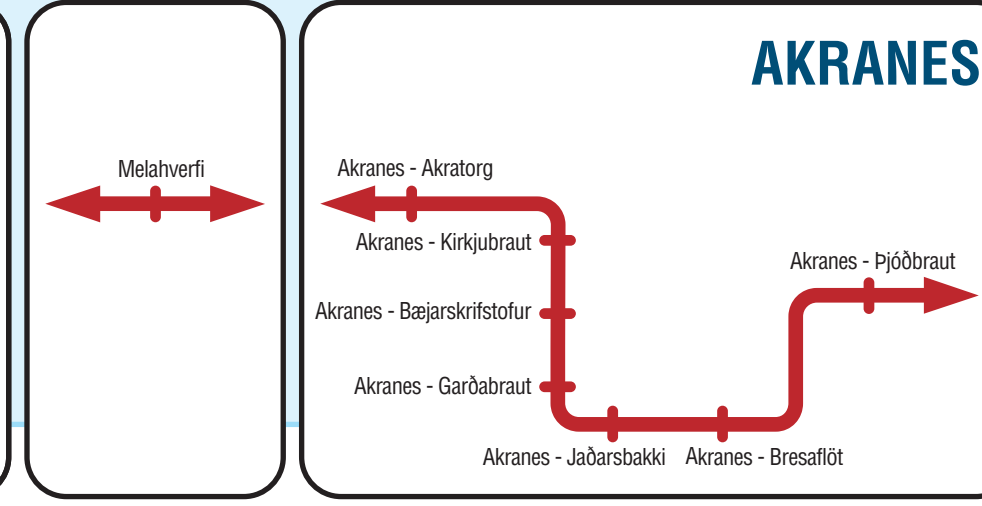 AKRANES
Melahverfi
Akranes - Akratorg
Akranes - Kirkjubraut
Akranes - Þjóðbraut
Akranes - Bæjarskrifstofur
Akranes - Garðabraut
Akranes - Jaðarsbakki
Akranes - Bresaflöt